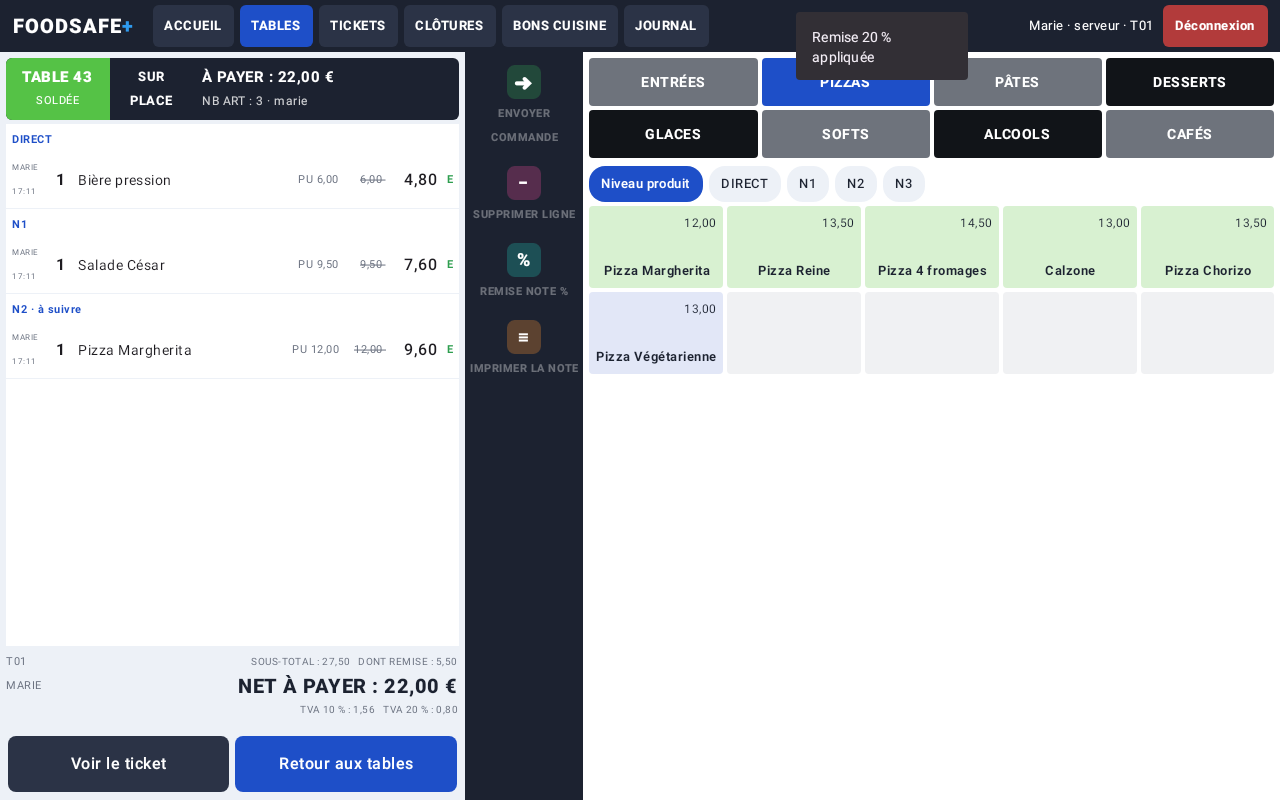 FOODSAFE+
ACCUEIL
TABLES
TICKETS
CLÔTURES
BONS CUISINE
JOURNAL
Remise 20 %
appliquée
Marie · serveur · T01
Déconnexion
TABLE 43
SOLDÉE
SUR
PLACE
À PAYER : 22,00 €
NB ART : 3 · marie
DIRECT
MARIE
17:11
1 Bière pression PU 6,00 6,00 4,80 E
N1
MARIE
17:11
1 Salade César PU 9,50 9,50 7,60 E
N2 · à suivre
MARIE
17:11
1 Pizza Margherita PU 12,00 12,00 9,60 E
T01
SOUS-TOTAL : 27,50 DONT REMISE : 5,50
MARIE
NET À PAYER : 22,00 €
TVA 10 % : 1,56 TVA 20 % : 0,80
Voir le ticket
Retour aux tables
ENVOYER
COMMANDE
SUPPRIMER LIGNE
%
REMISE NOTE %
IMPRIMER LA NOTE
ENTRÉES
PIZZAS
PÂTES
DESSERTS
GLACES
SOFTS
ALCOOLS
CAFÉS
Niveau produit
DIRECT
N1
N2
N3
12,00
Pizza Margherita
13,50
Pizza Reine
14,50
Pizza 4 fromages
13,00
Calzone
13,50
Pizza Chorizo
13,00
Pizza Végétarienne